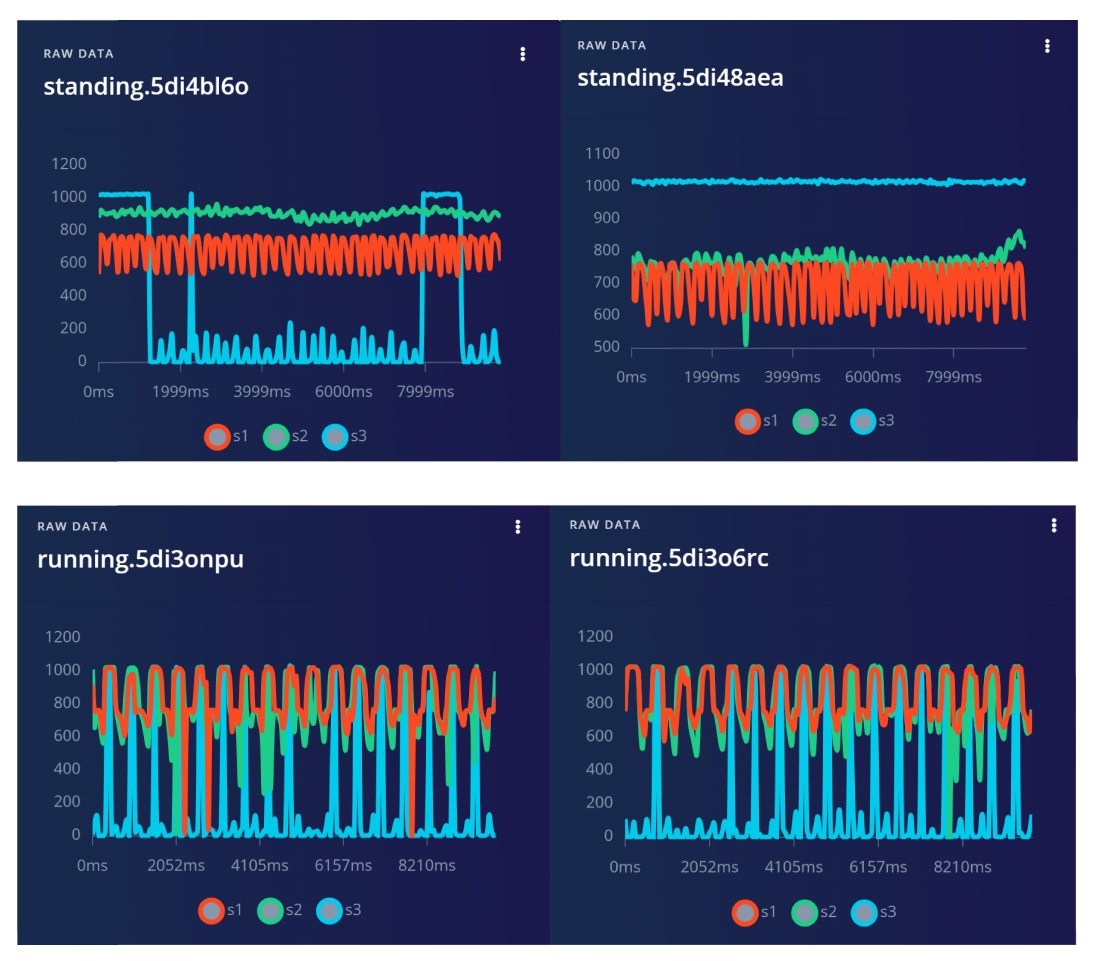 RAW DATA
standing.5di4bl6o
1200
1000
800
600
400
200
0
0ms 1999ms 3999ms 6000ms 7999ms
s1 s2 s3
RAW DATA
standing.5di48aea
1100
1000
900
800
700
600
500
0ms 1999ms 3999ms 6000ms 7999ms
s1 s2 s3
RAW DATA
running.5di3onpu
1200
1000
800
600
400
200
0
0ms 2052ms 4105ms 6157ms 8210ms
s1 s2 s3
RAW DATA
running.5di3o6rc
1200
1000
800
600
400
200
0
0ms 2052ms 4105ms 6157ms 8210ms
s1 s2 s3